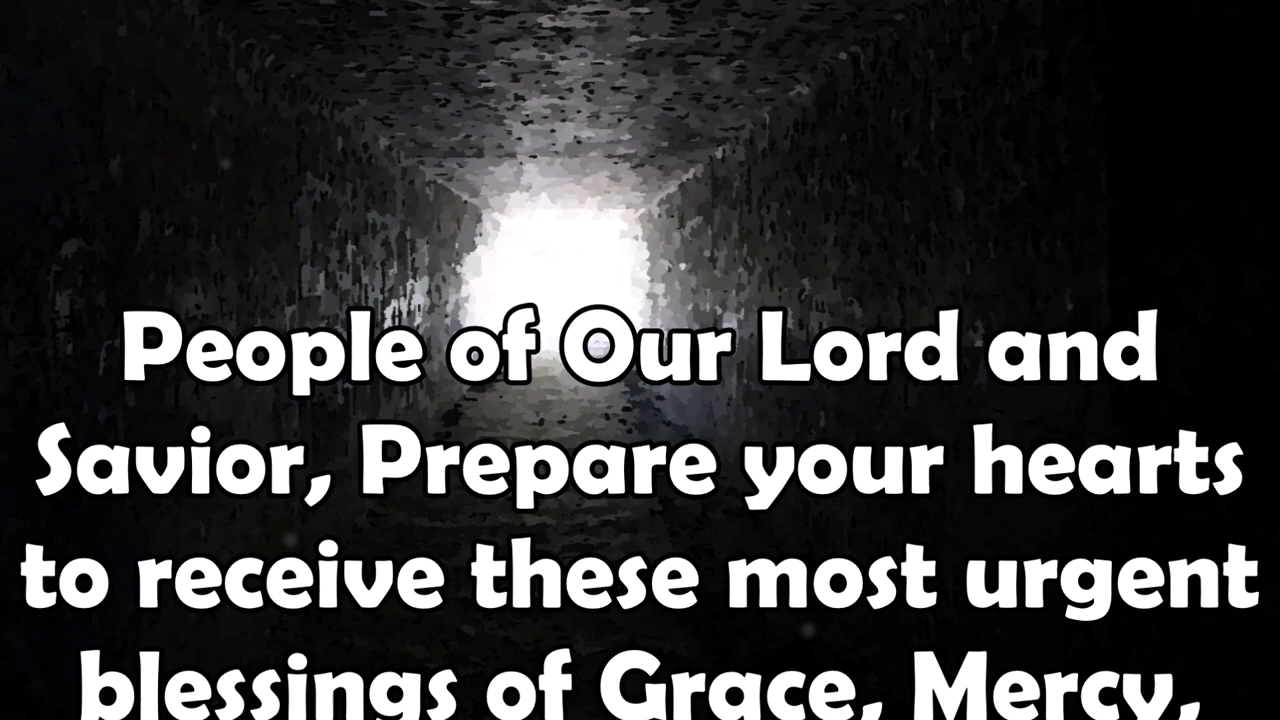 People of Our Lord and
Savior, Prepare your hearts
to receive these most urgent
blessings of Grace, Mercy,